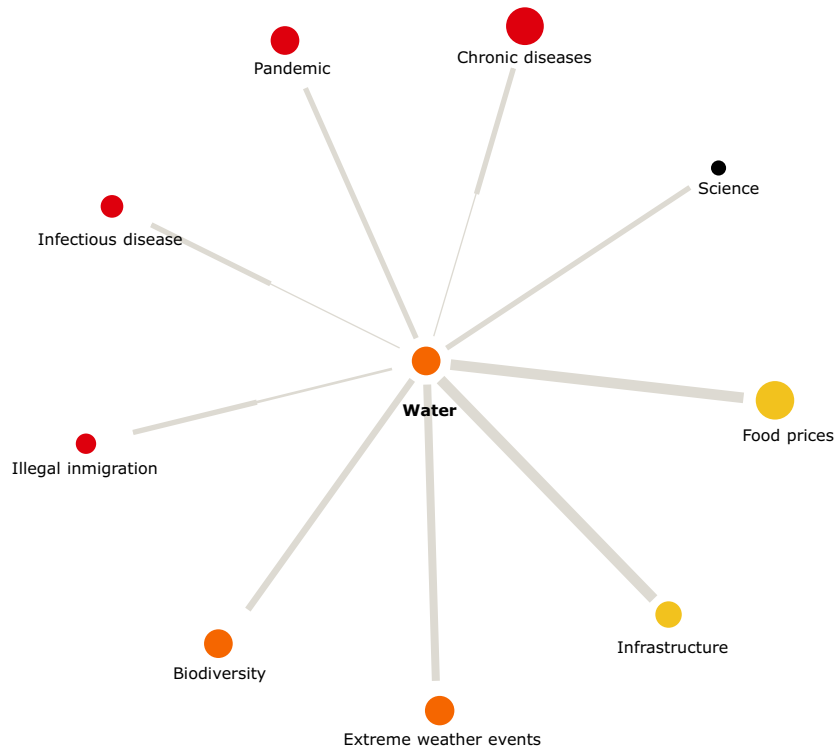 Chronic diseases
Pandemic
Science
Infectious disease
Water
Food prices
Illegal inmigration
Infrastructure
Biodiversity
Extreme weather events